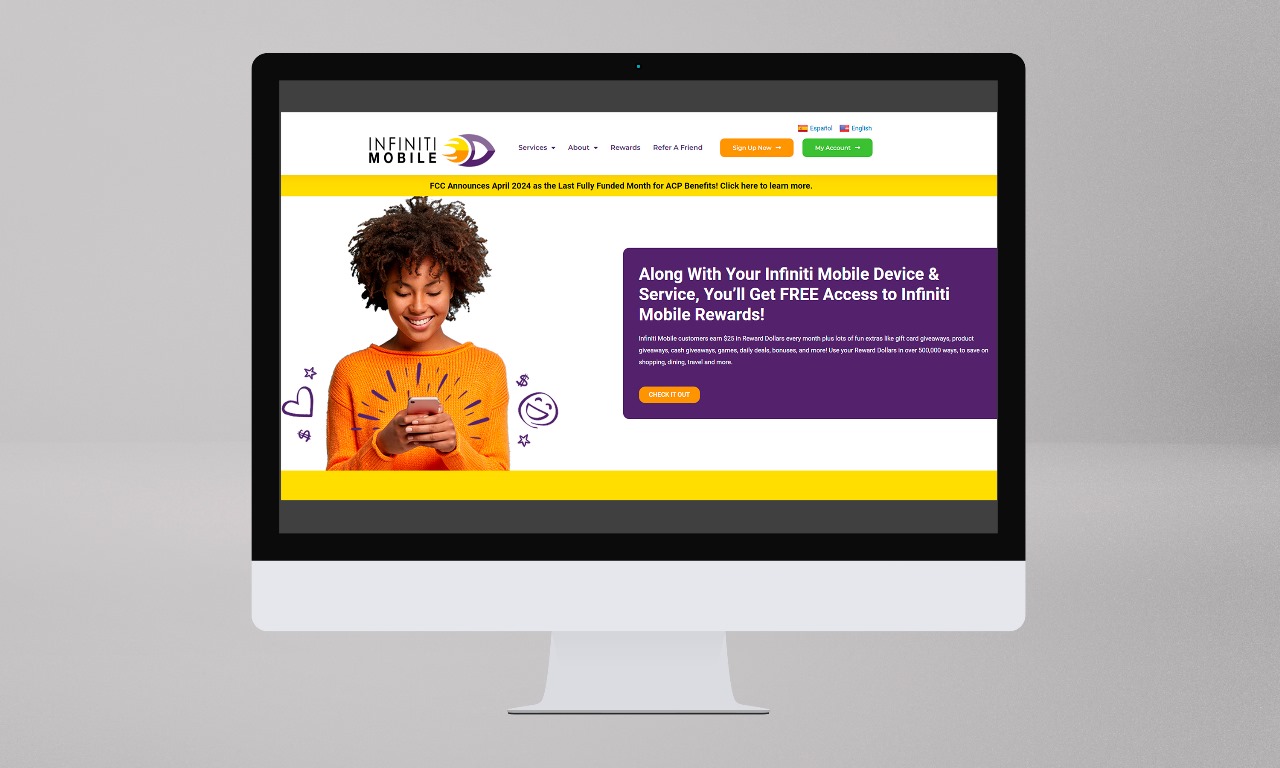 Español English
INFINITI
MOBILE
Services About Rewards Refer A Friend Sign Up Now → My Account →
FCC Announces April 2024 as the Last Fully Funded Month for ACP Benefits! Click here to learn more.
Along With Your Infiniti Mobile Device &
Service, You’ll Get FREE Access to Infiniti
Mobile Rewards!
Infiniti Mobile customers earn $25 in Reward Dollars every month plus lots of fun extras like gift card giveaways, product
giveaways, cash giveaways, games, daily deals, bonuses, and more! Use your Reward Dollars in over 500,000 ways, to save on
shopping, dining, travel and more.
$
$
CHECK IT OUT